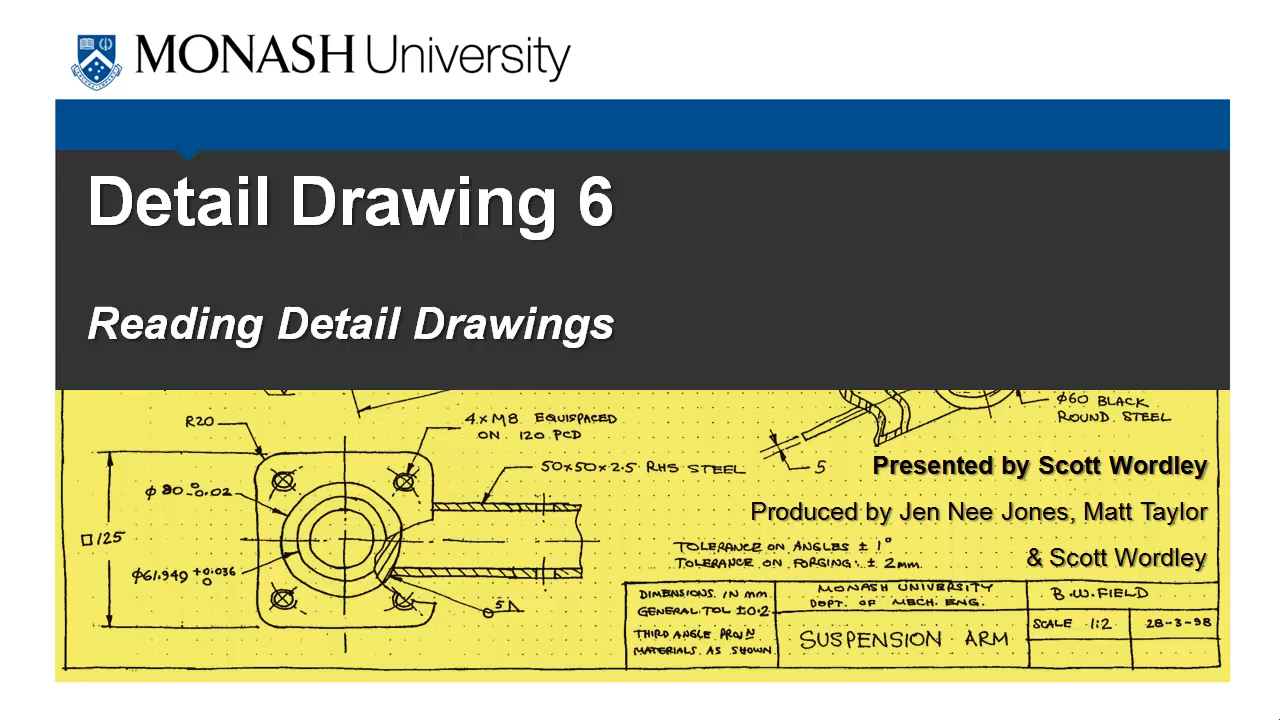 MONASH University
Detail Drawing 6
Reading Detail Drawings
R20
4 x M8 EQUISPACED
ON 120 PCD
φ60 BLACK
ROUND STEEL
50x50x2.5 RHS STEEL
5
Presented by Scott Wordley
φ80 0 -0.02
Produced by Jen Nee Jones, Matt Taylor
□125
TOLERANCE ON ANGLES ± 1°
TOLERANCE ON FORGING: ± 2mm.
& Scott Wordley
φ61.949 +0.036 0
5
DIMENSIONS IN mm.
GENERAL TOL ±0.2
THIRD ANGLE PROJN
MATERIALS AS SHOWN
MONASH UNIVERSITY
DEPT. OF MECH. ENG.
SUSPENSION ARM
B.W.FIELD
SCALE 1:2
28-3-98